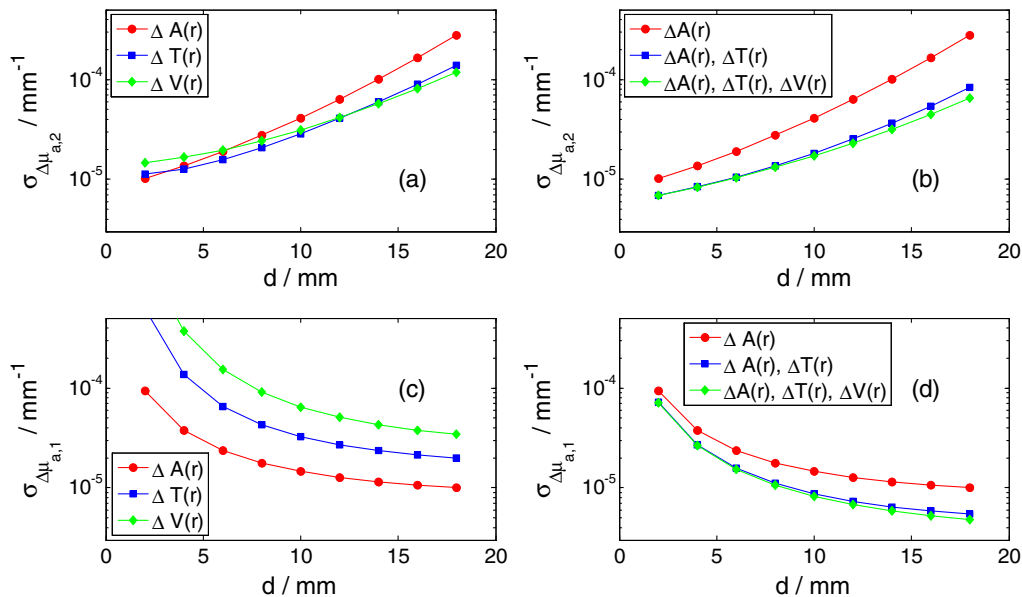 Δ A(r)
Δ T(r)
Δ V(r)
(a)
10⁻⁴
10⁻⁵
σΔμa,2 / mm⁻¹
0 5 10 15 20
d / mm
ΔA(r)
ΔA(r), ΔT(r)
ΔA(r), ΔT(r), ΔV(r)
(b)
10⁻⁴
10⁻⁵
σΔμa,2 / mm⁻¹
0 5 10 15 20
d / mm
(c)
Δ A(r)
Δ T(r)
Δ V(r)
10⁻⁴
10⁻⁵
σΔμa,1 / mm⁻¹
0 5 10 15 20
d / mm
Δ A(r)
Δ A(r), ΔT(r)
ΔA(r), ΔT(r), ΔV(r)
(d)
10⁻⁴
10⁻⁵
σΔμa,1 / mm⁻¹
0 5 10 15 20
d / mm